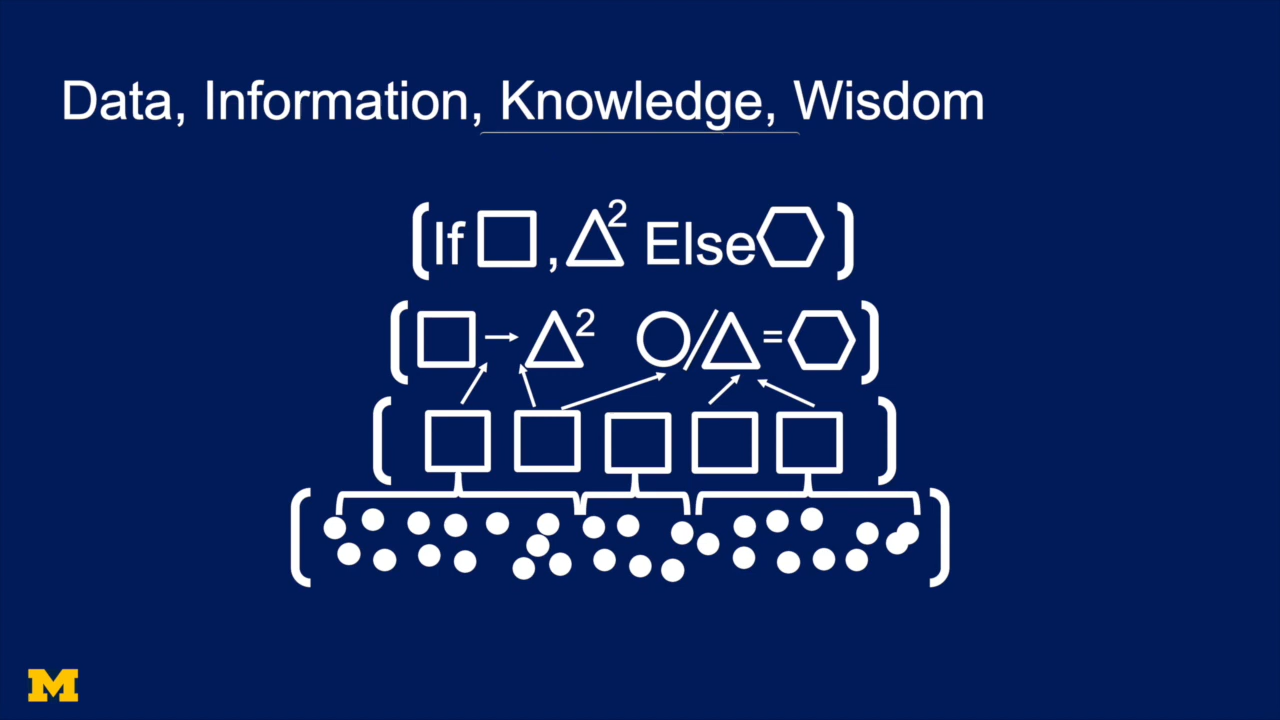 Data, Information, Knowledge, Wisdom
If □, △² Else ⬡
□ → △² ○/△=⬡
M